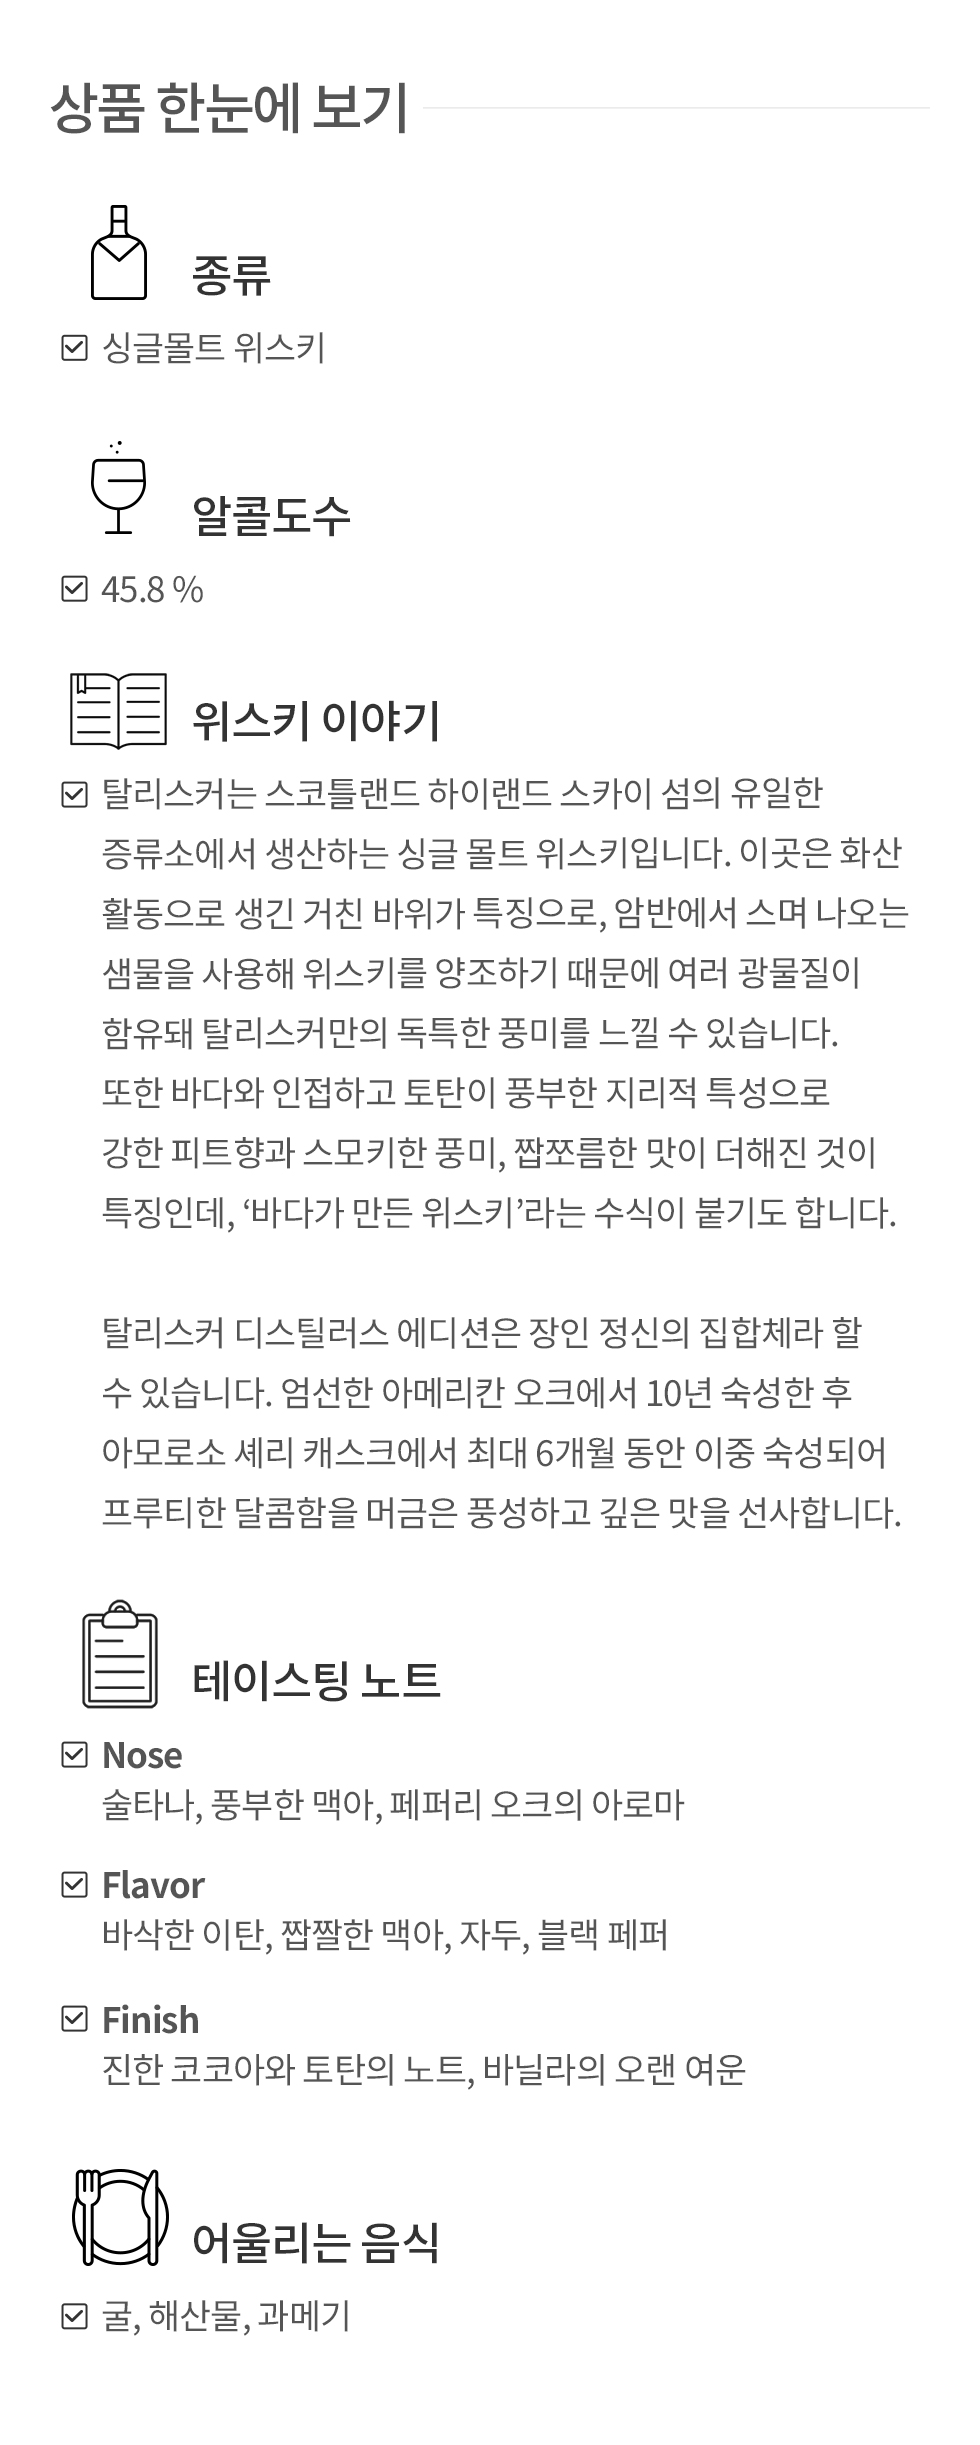 상품 한눈에 보기
종류
싱글몰트 위스키
알콜도수
45.8 %
위스키 이야기
탈리스커는 스코틀랜드 하이랜드 스카이 섬의 유일한
증류소에서 생산하는 싱글 몰트 위스키입니다. 이곳은 화산
활동으로 생긴 거친 바위가 특징으로, 암반에서 스며 나오는
샘물을 사용해 위스키를 양조하기 때문에 여러 광물질이
함유돼 탈리스커만의 독특한 풍미를 느낄 수 있습니다.
또한 바다와 인접하고 토탄이 풍부한 지리적 특성으로
강한 피트향과 스모키한 풍미, 짭쪼름한 맛이 더해진 것이
특징인데, ‘바다가 만든 위스키’라는 수식이 붙기도 합니다.
탈리스커 디스틸러스 에디션은 장인 정신의 집합체라 할
수 있습니다. 엄선한 아메리칸 오크에서 10년 숙성한 후
아모로소 셰리 캐스크에서 최대 6개월 동안 이중 숙성되어
프루티한 달콤함을 머금은 풍성하고 깊은 맛을 선사합니다.
테이스팅 노트
Nose
술타나, 풍부한 맥아, 페퍼리 오크의 아로마
Flavor
바삭한 이탄, 짭짤한 맥아, 자두, 블랙 페퍼
Finish
진한 코코아와 토탄의 노트, 바닐라의 오랜 여운
어울리는 음식
굴, 해산물, 과메기